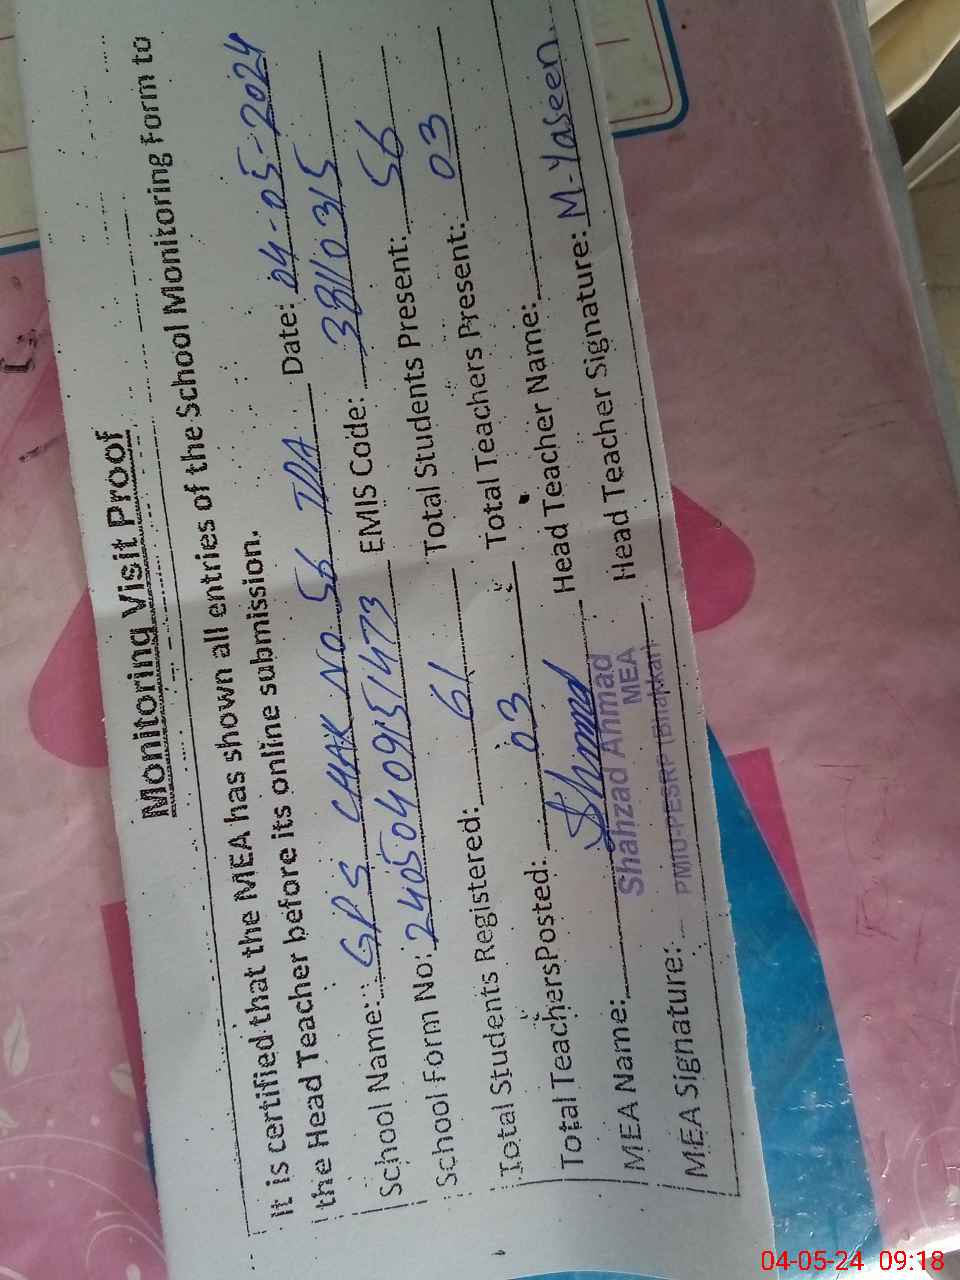 Monitoring Visit Proof
It is certified that the MEA has shown all entries of the School Monitoring Form to
the Head Teacher before its online submission.
School Name: GPS CHAK NO 56 TDA Date: 04-05-2024
School Form No: 24050409151473 EMIS Code: 38110315
Total Students Registered: 61 Total Students Present: 56
Total TeachersPosted: 03 Total Teachers Present: 03
MEA Name: Head Teacher Name:
Shahzad Ahmad
MEA
PMIU-PESRP (Bhakkar)
MEA Signature: Head Teacher Signature: M-Yaseen
04-05-24 09:18